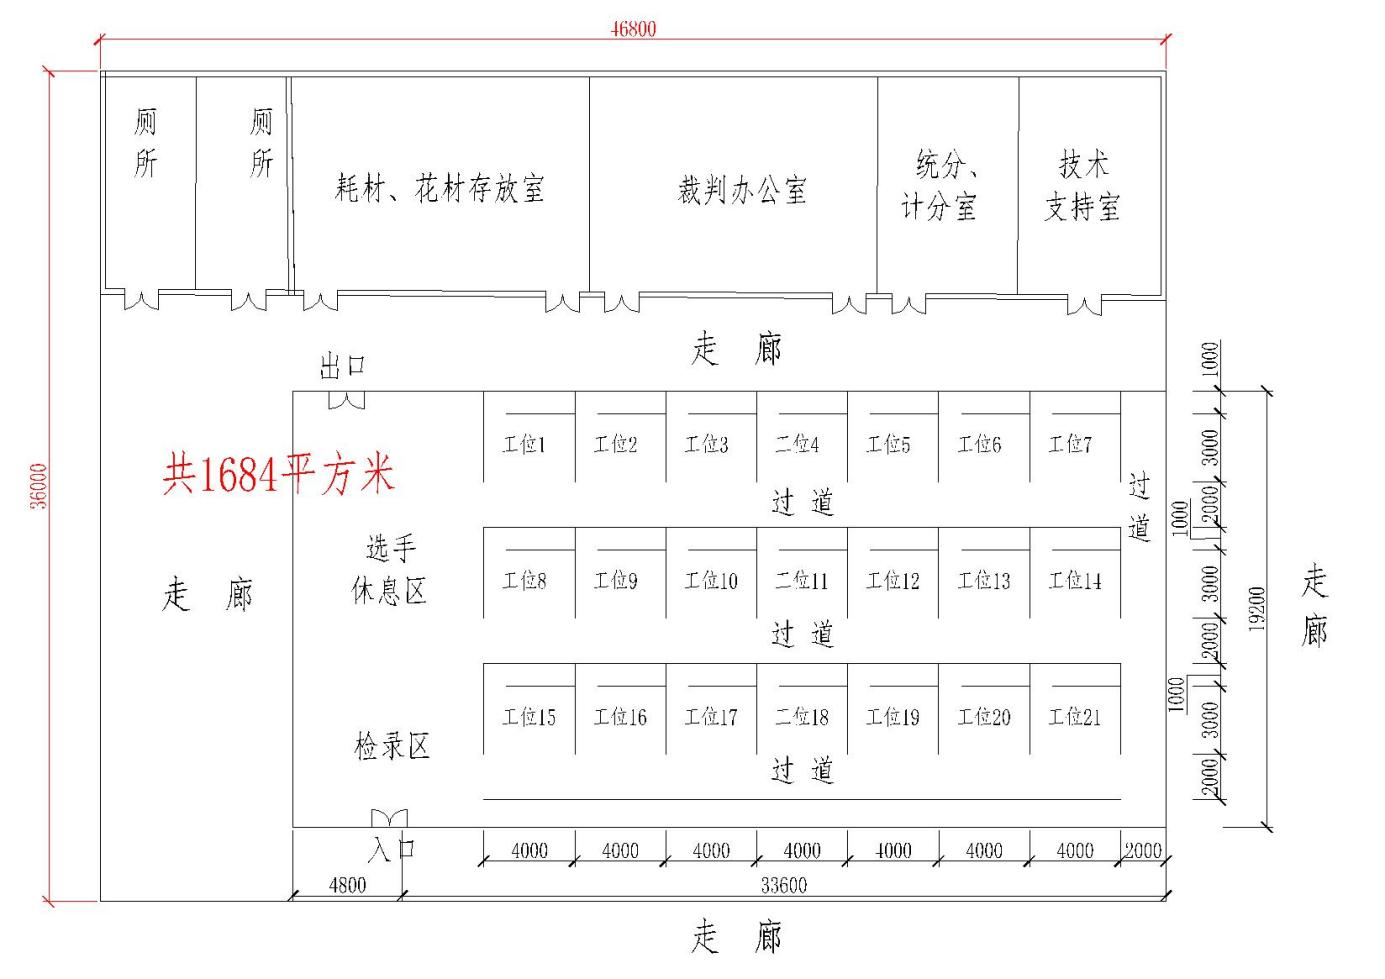 46800
36000
厕
所
厕
所
耗材、花材存放室
裁判办公室
统分、
计分室
技术
支持室
走 廊
出口
1000
工位1
工位2
工位3
二位4
工位5
工位6
工位7
3000
过
道
共1684平方米
过 道
2000
1000
选手
休息区
走 廊
工位8
工位9
工位10
二位11
工位12
工位13
工位14
3000
19200
走
廊
过 道
2000
1000
工位15
工位16
工位17
二位18
工位19
工位20
工位21
3000
检录区
过 道
2000
入口
4000
4000
4000
4000
4000
4000
4000
2000
4800
33600
走 廊